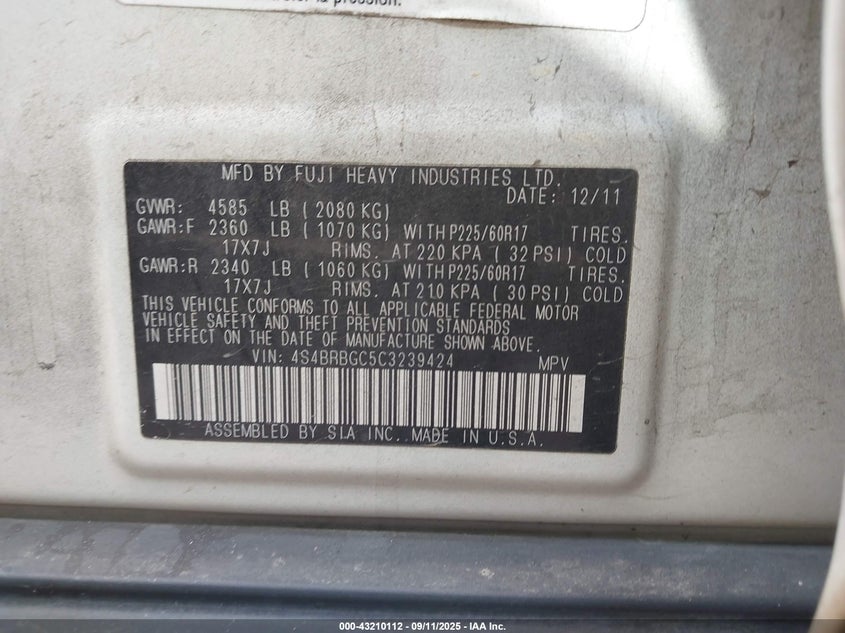 MFD BY FUJI HEAVY INDUSTRIES LTD.
DATE: 12/11
GVWR: 4585 LB ( 2080 KG)
GAWR:F 2360 LB ( 1070 KG) WITH P225/60R17 TIRES.
17X7J RIMS. AT 220 KPA ( 32 PSI) COLD
GAWR:R 2340 LB ( 1060 KG) WITH P225/60R17 TIRES.
17X7J RIMS. AT 210 KPA ( 30 PSI) COLD
THIS VEHICLE CONFORMS TO ALL APPLICABLE FEDERAL MOTOR
VEHICLE SAFETY AND THEFT PREVENTION STANDARDS
IN EFFECT ON THE DATE OF MANUFACTURE SHOWN ABOVE.
VIN: 4S4BRBGC5C3239424 MPV
ASSEMBLED BY SIA INC. MADE IN U.S.A.
000-43210112 - 09/11/2025 - IAA Inc.